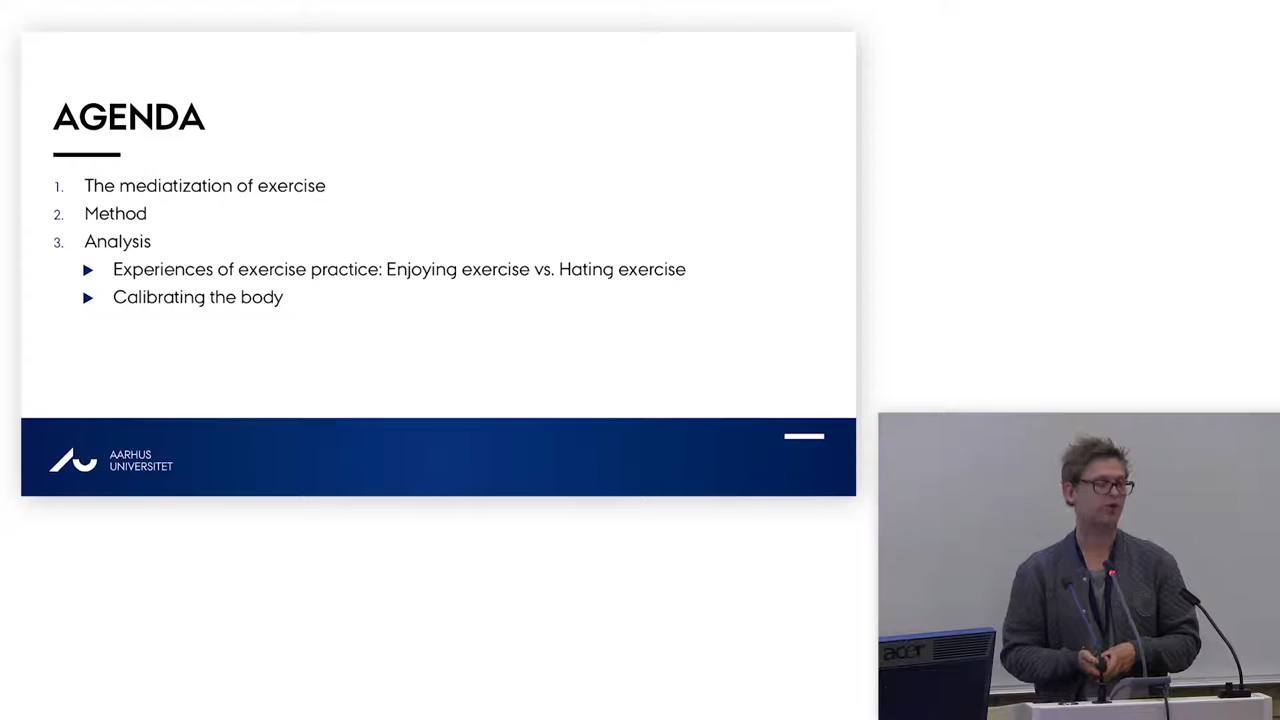 AGENDA
1. The mediatization of exercise
2. Method
3. Analysis
Experiences of exercise practice: Enjoying exercise vs. Hating exercise
Calibrating the body
AARHUS
UNIVERSITET
acer